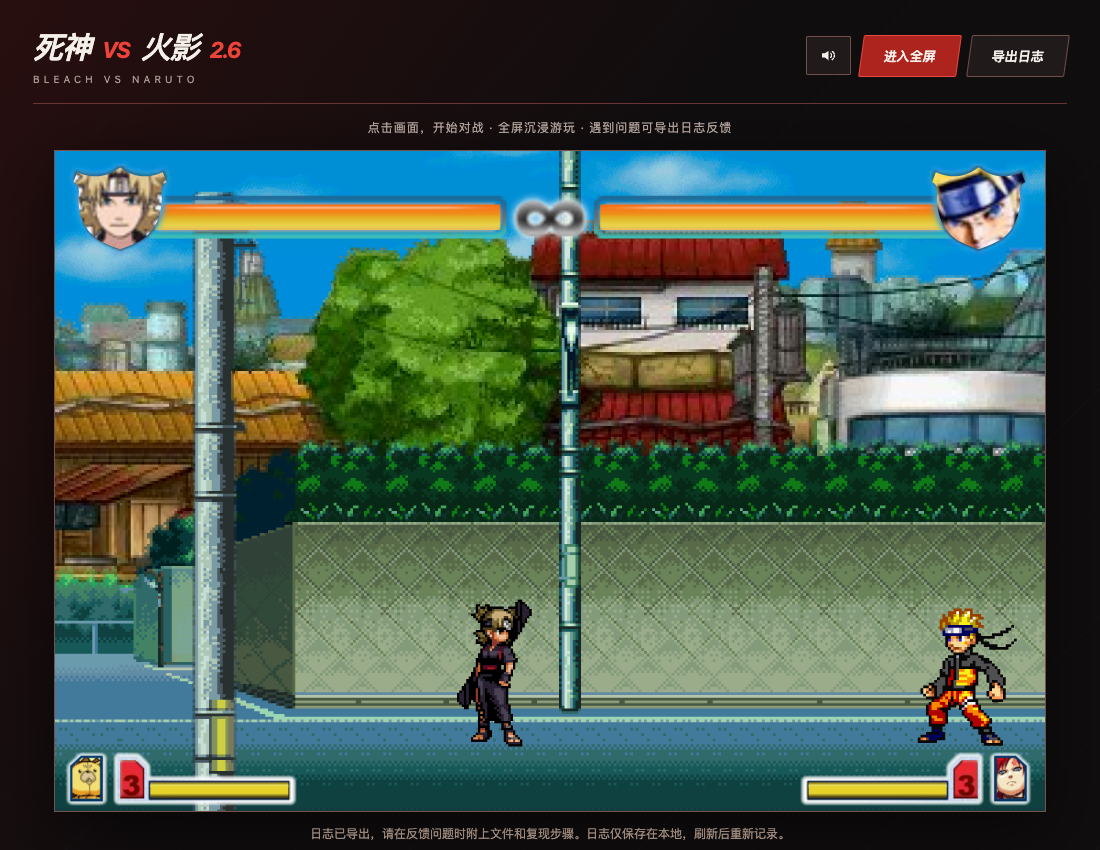 死神 VS 火影 2.6
BLEACH VS NARUTO
进入全屏
导出日志
点击画面，开始对战 · 全屏沉浸游玩 · 遇到问题可导出日志反馈
3
3
日志已导出，请在反馈问题时附上文件和复现步骤。日志仅保存在本地，刷新后重新记录。